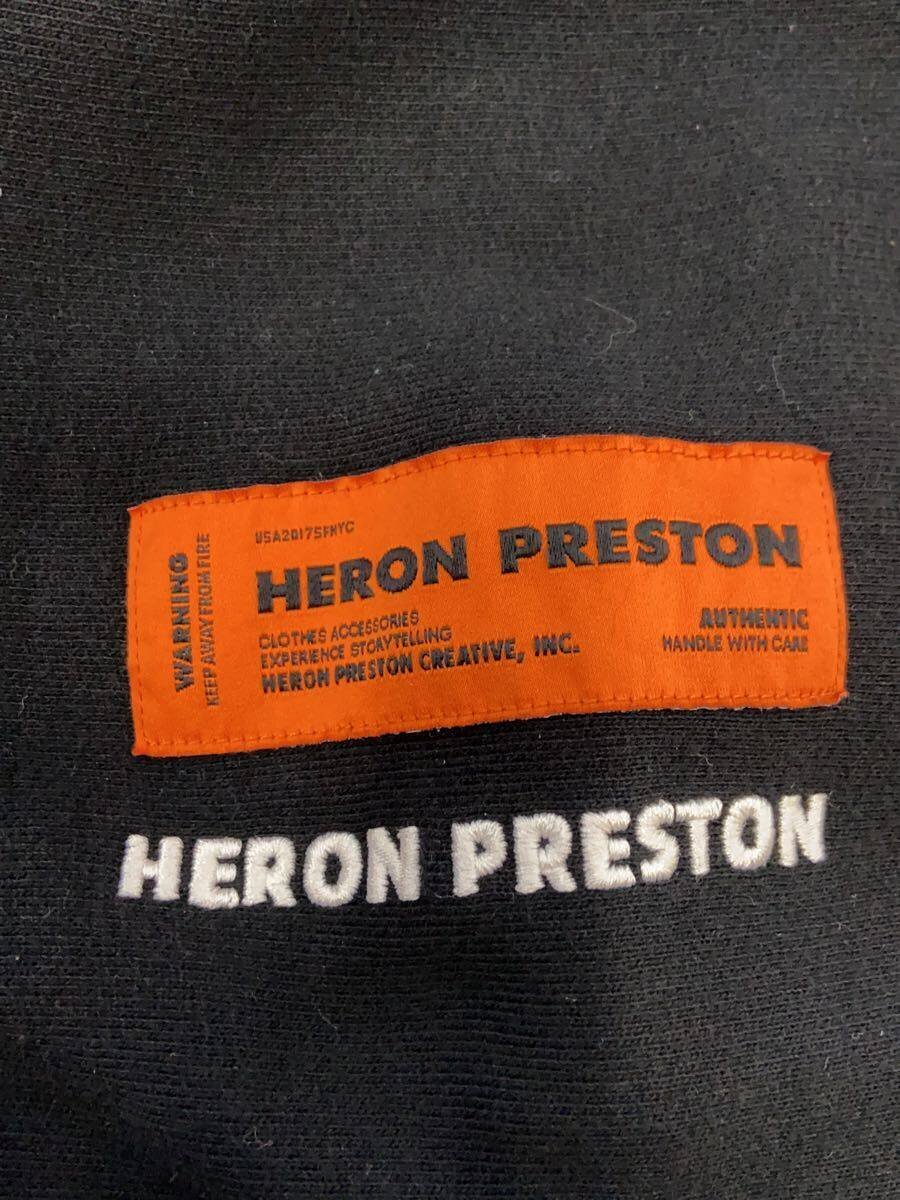 WARNING
KEEP AWAY FROM FIRE
USA2017SFNYC
HERON PRESTON
CLOTHES ACCESSORIES
EXPERIENCE STORYTELLING
HERON PRESTON CREATIVE, INC.
AUTHENTIC
HANDLE WITH CARE
HERON PRESTON